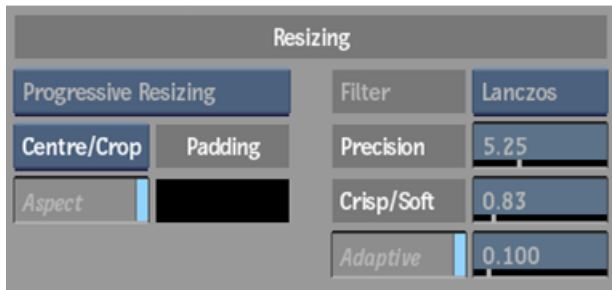 Resizing
Progressive Resizing
Filter
Lanczos
Centre/Crop
Padding
Precision
5.25
Aspect
Crisp/Soft
0.83
Adaptive
0.100